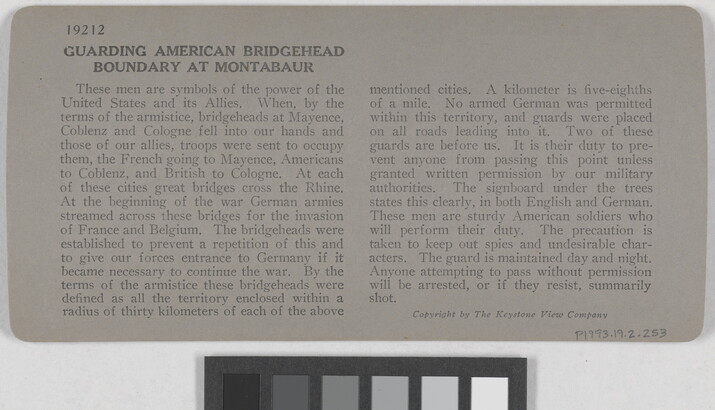 19212
GUARDING AMERICAN BRIDGEHEAD
BOUNDARY AT MONTABAUR
These men are symbols of the power of the
United States and its Allies. When, by the
terms of the armistice, bridgeheads at Mayence,
Coblenz and Cologne fell into our hands and
those of our allies, troops were sent to occupy
them, the French going to Mayence, Americans
to Coblenz, and British to Cologne. At each
of these cities great bridges cross the Rhine.
At the beginning of the war German armies
streamed across these bridges for the invasion
of France and Belgium. The bridgeheads were
established to prevent a repetition of this and
to give our forces entrance to Germany if it
became necessary to continue the war. By the
terms of the armistice these bridgeheads were
defined as all the territory enclosed within a
radius of thirty kilometers of each of the above
mentioned cities. A kilometer is five-eighths
of a mile. No armed German was permitted
within this territory, and guards were placed
on all roads leading into it. Two of these
guards are before us. It is their duty to pre-
vent anyone from passing this point unless
granted written permission by our military
authorities. The signboard under the trees
states this clearly, in both English and German.
These men are sturdy American soldiers who
will perform their duty. The precaution is
taken to keep out spies and undesirable char-
acters. The guard is maintained day and night.
Anyone attempting to pass without permission
will be arrested, or if they resist, summarily
shot.
Copyright by The Keystone View Company
P1993.19.2.253